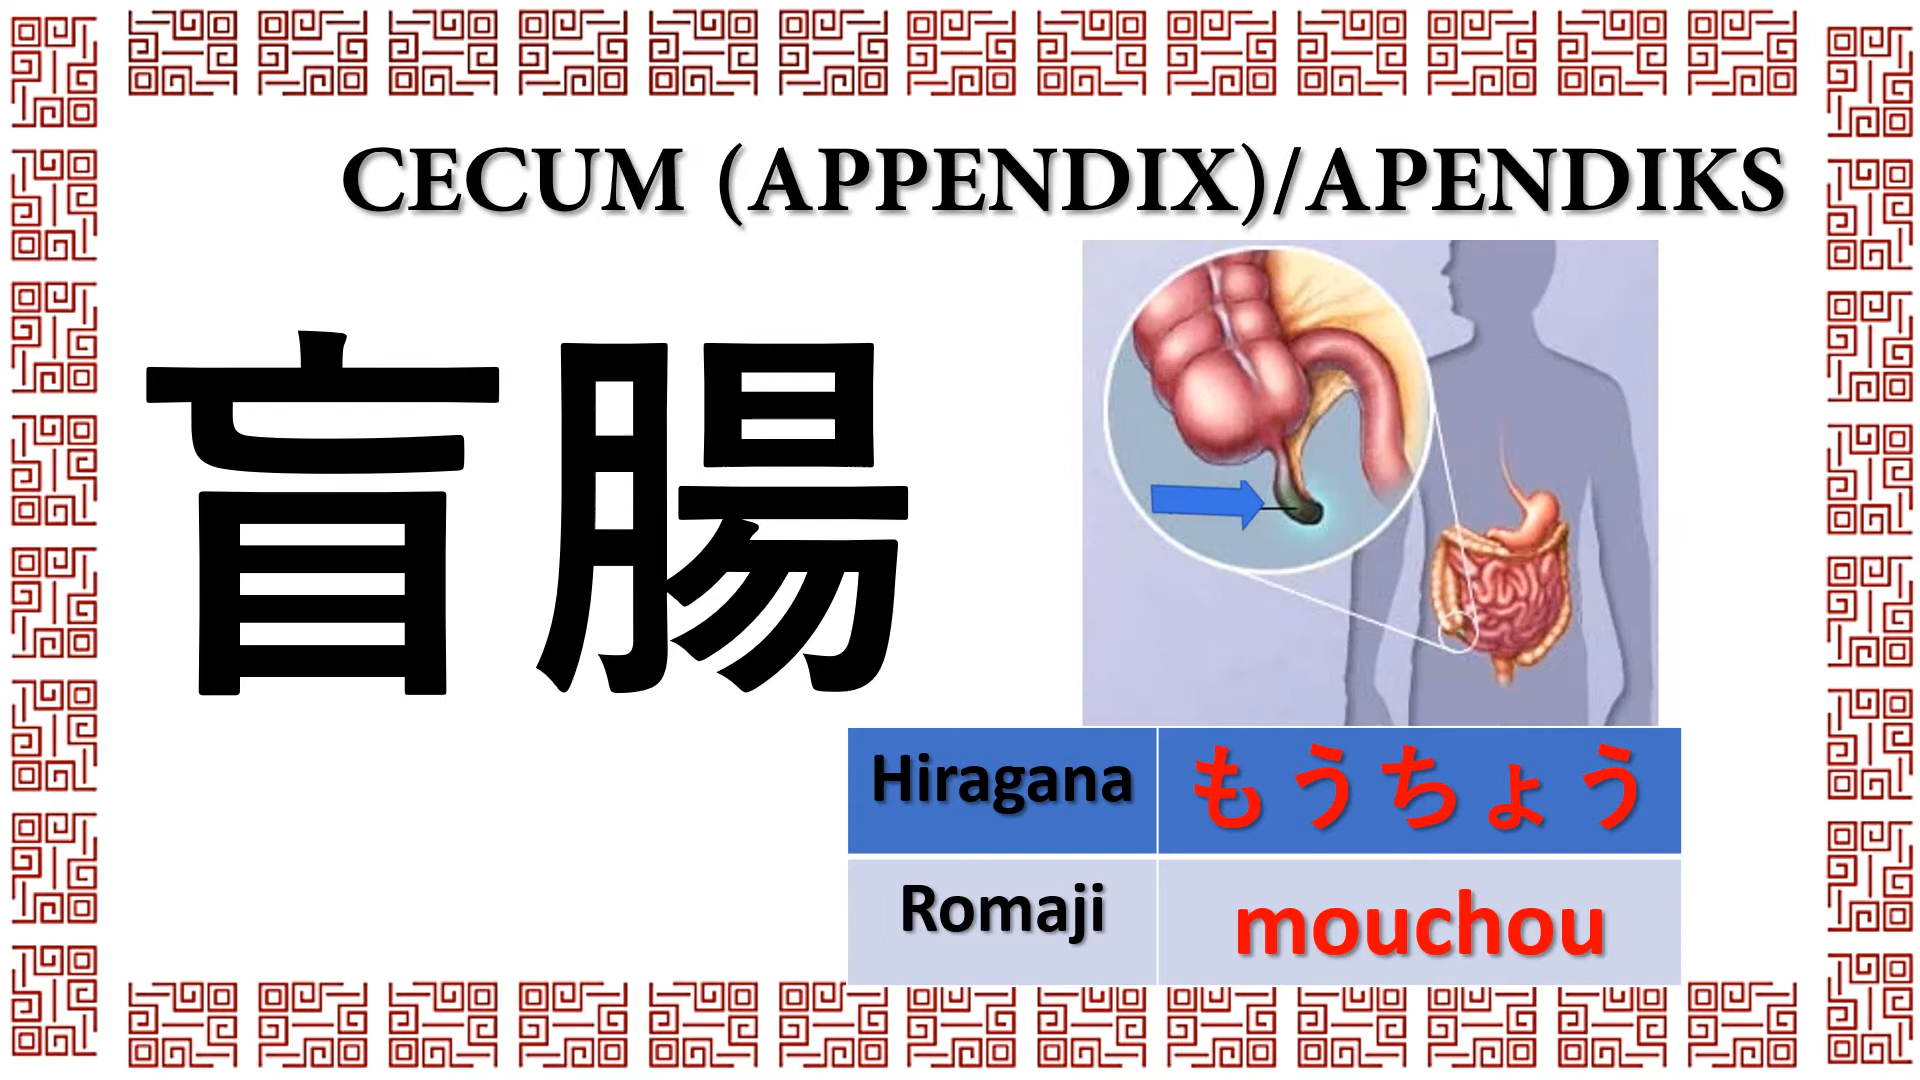 CECUM (APPENDIX)/APENDIKS
盲腸
Hiragana もうちょう
Romaji mouchou